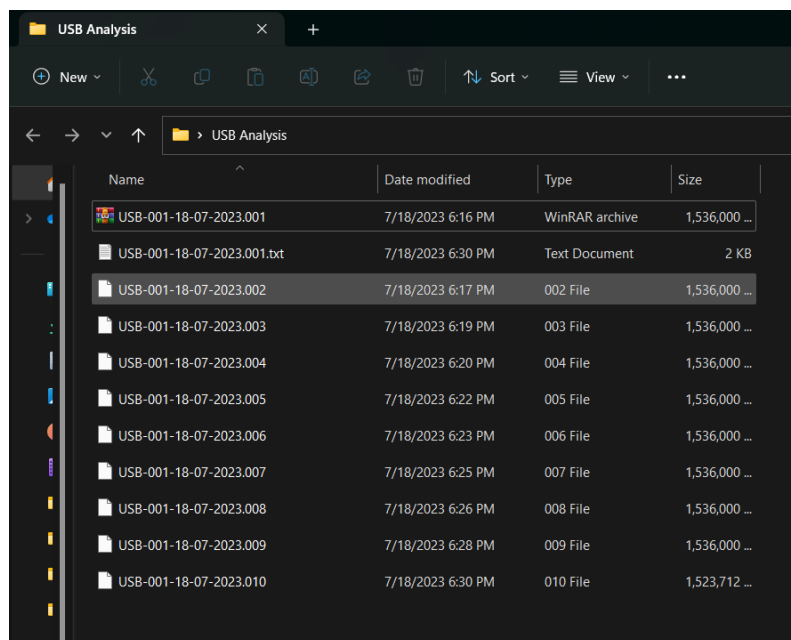 USB Analysis
New
Sort
View
USB Analysis
Name Date modified Type Size
USB-001-18-07-2023.001 7/18/2023 6:16 PM WinRAR archive 1,536,000 ...
USB-001-18-07-2023.001.txt 7/18/2023 6:30 PM Text Document 2 KB
USB-001-18-07-2023.002 7/18/2023 6:17 PM 002 File 1,536,000 ...
USB-001-18-07-2023.003 7/18/2023 6:19 PM 003 File 1,536,000 ...
USB-001-18-07-2023.004 7/18/2023 6:20 PM 004 File 1,536,000 ...
USB-001-18-07-2023.005 7/18/2023 6:22 PM 005 File 1,536,000 ...
USB-001-18-07-2023.006 7/18/2023 6:23 PM 006 File 1,536,000 ...
USB-001-18-07-2023.007 7/18/2023 6:25 PM 007 File 1,536,000 ...
USB-001-18-07-2023.008 7/18/2023 6:26 PM 008 File 1,536,000 ...
USB-001-18-07-2023.009 7/18/2023 6:28 PM 009 File 1,536,000 ...
USB-001-18-07-2023.010 7/18/2023 6:30 PM 010 File 1,523,712 ...